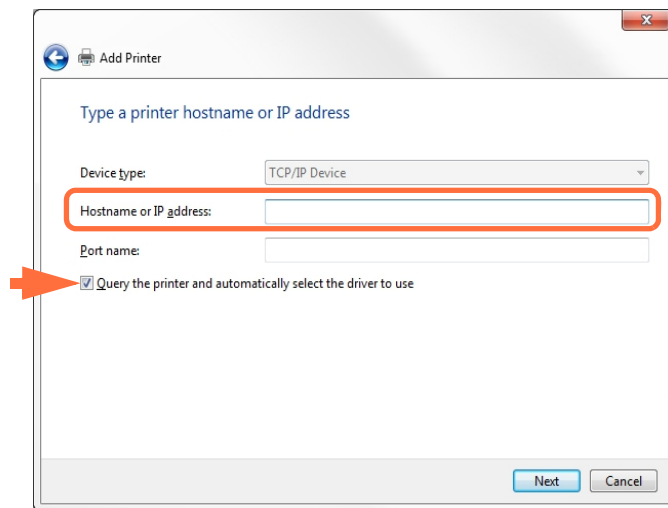 Add Printer
Type a printer hostname or IP address
Device type: TCP/IP Device
Hostname or IP address:
Port name:
Query the printer and automatically select the driver to use
Next Cancel